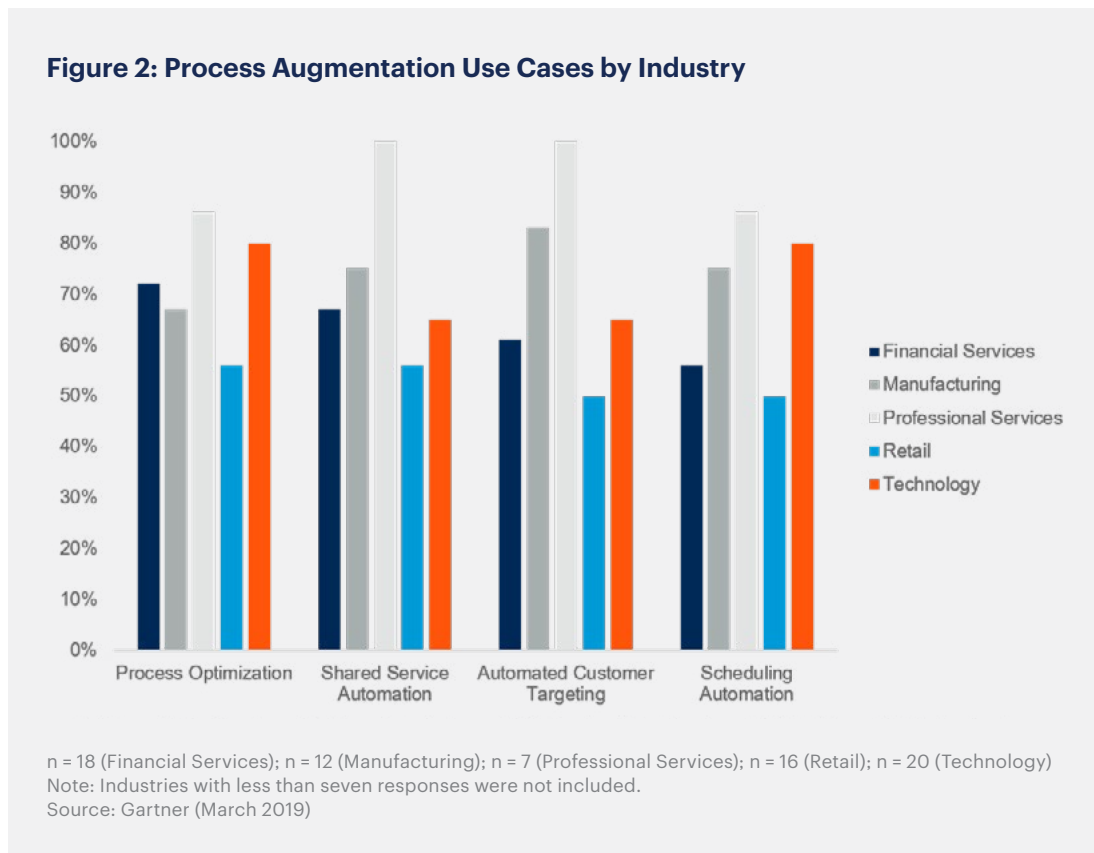 Figure 2: Process Augmentation Use Cases by Industry
100%
90%
80%
70%
60%
50%
40%
30%
20%
10%
0%
Process Optimization
Shared Service
Automation
Automated Customer
Targeting
Scheduling
Automation
Financial Services
Manufacturing
Professional Services
Retail
Technology
n = 18 (Financial Services); n = 12 (Manufacturing); n = 7 (Professional Services); n = 16 (Retail); n = 20 (Technology)
Note: Industries with less than seven responses were not included.
Source: Gartner (March 2019)